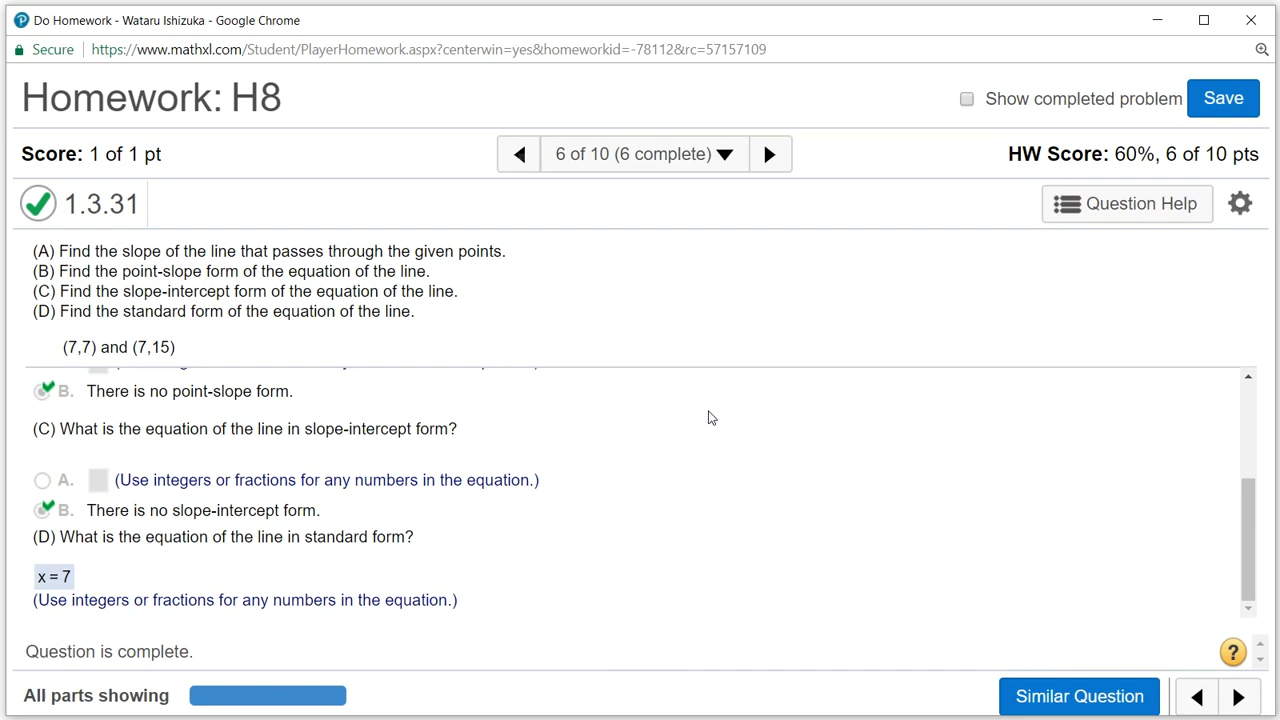 Do Homework - Wataru Ishizuka - Google Chrome
Secure https://www.mathxl.com/Student/PlayerHomework.aspx?centerwin=yes&homeworkid=-78112&rc=57157109
Homework: H8
Show completed problem Save
Score: 1 of 1 pt
6 of 10 (6 complete)
HW Score: 60%, 6 of 10 pts
1.3.31
Question Help
(A) Find the slope of the line that passes through the given points.
(B) Find the point-slope form of the equation of the line.
(C) Find the slope-intercept form of the equation of the line.
(D) Find the standard form of the equation of the line.
(7,7) and (7,15)
B. There is no point-slope form.
(C) What is the equation of the line in slope-intercept form?
A. (Use integers or fractions for any numbers in the equation.)
B. There is no slope-intercept form.
(D) What is the equation of the line in standard form?
x = 7
(Use integers or fractions for any numbers in the equation.)
Question is complete.
?
All parts showing
Similar Question